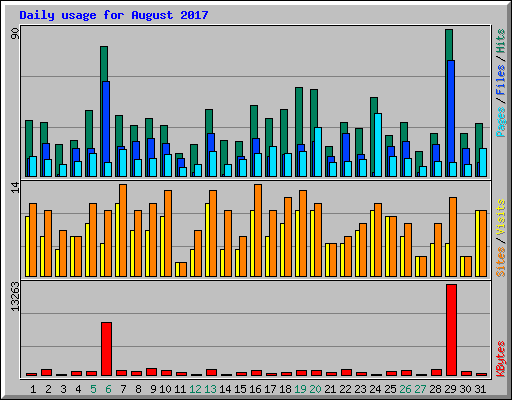 Daily usage for August 2017
90
Pages / Files / Hits
14
Sites / Visits
13263
KBytes
1 2 3 4 5 6 7 8 9 10 11 12 13 14 15 16 17 18 19 20 21 22 23 24 25 26 27 28 29 30 31